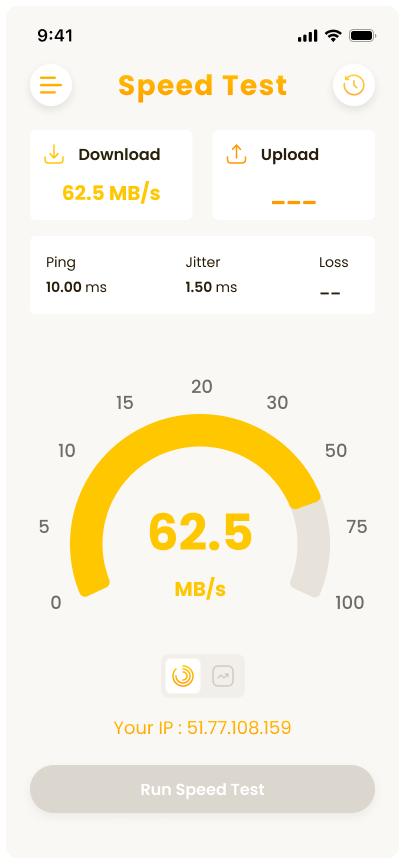 9:41
Speed Test
Download
62.5 MB/s
Upload
___
Ping
10.00 ms
Jitter
1.50 ms
Loss
__
20
15
30
10
50
5
75
0
100
62.5
MB/s
Your IP : 51.77.108.159
Run Speed Test